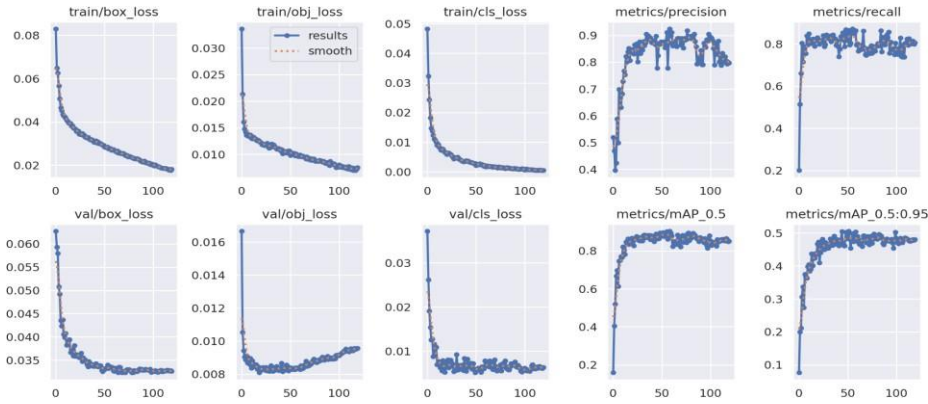 train/box_loss
train/obj_loss
train/cls_loss
metrics/precision
metrics/recall
0.08
0.06
0.04
0.02
0 50 100
0.030
0.025
0.020
0.015
0.010
results
smooth
0 50 100
0.05
0.04
0.03
0.02
0.01
0.00
0 50 100
0.9
0.8
0.7
0.6
0.5
0.4
0 50 100
0.8
0.6
0.4
0.2
0 50 100
val/box_loss
val/obj_loss
val/cls_loss
metrics/mAP_0.5
metrics/mAP_0.5:0.95
0.060
0.055
0.050
0.045
0.040
0.035
0 50 100
0.016
0.014
0.012
0.010
0.008
0 50 100
0.03
0.02
0.01
0 50 100
0.8
0.6
0.4
0.2
0 50 100
0.5
0.4
0.3
0.2
0.1
0 50 100